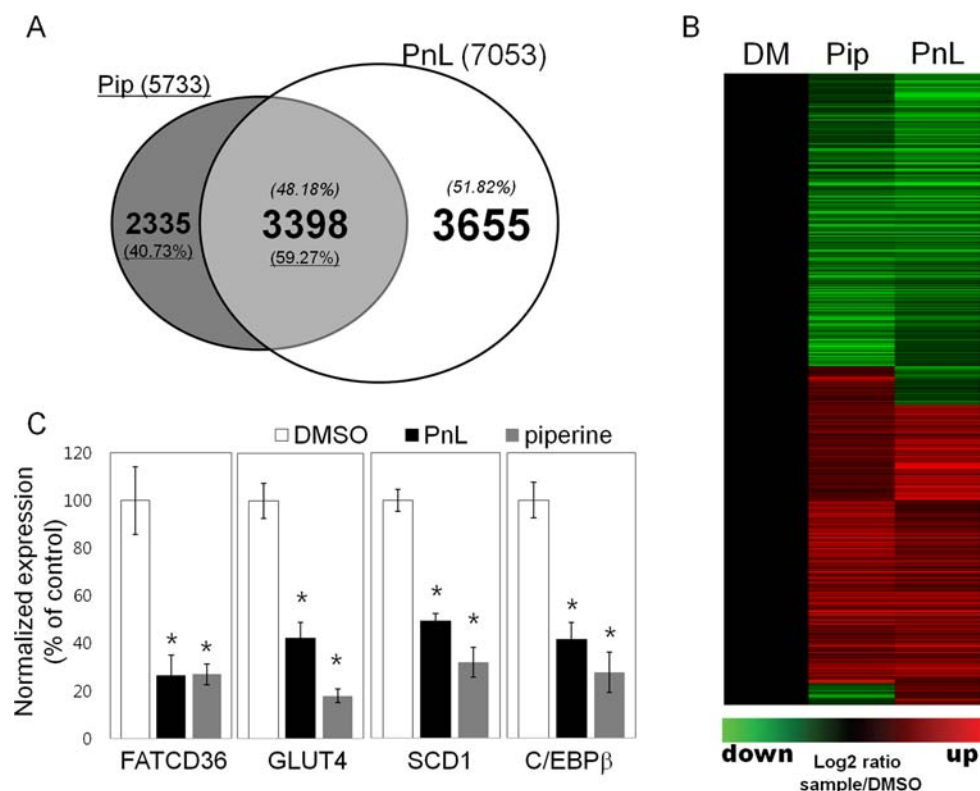 A
PnL (7053)
Pip (5733)
(48.18%)
(51.82%)
2335
3398
3655
(40.73%)
(59.27%)
B
DM Pip PnL
down
up
Log2 ratio
sample/DMSO
C
DMSO PnL piperine
Normalized expression
(% of control)
120
100
80
60
40
20
0
* * * * * * * *
FATCD36 GLUT4 SCD1 C/EBPβ